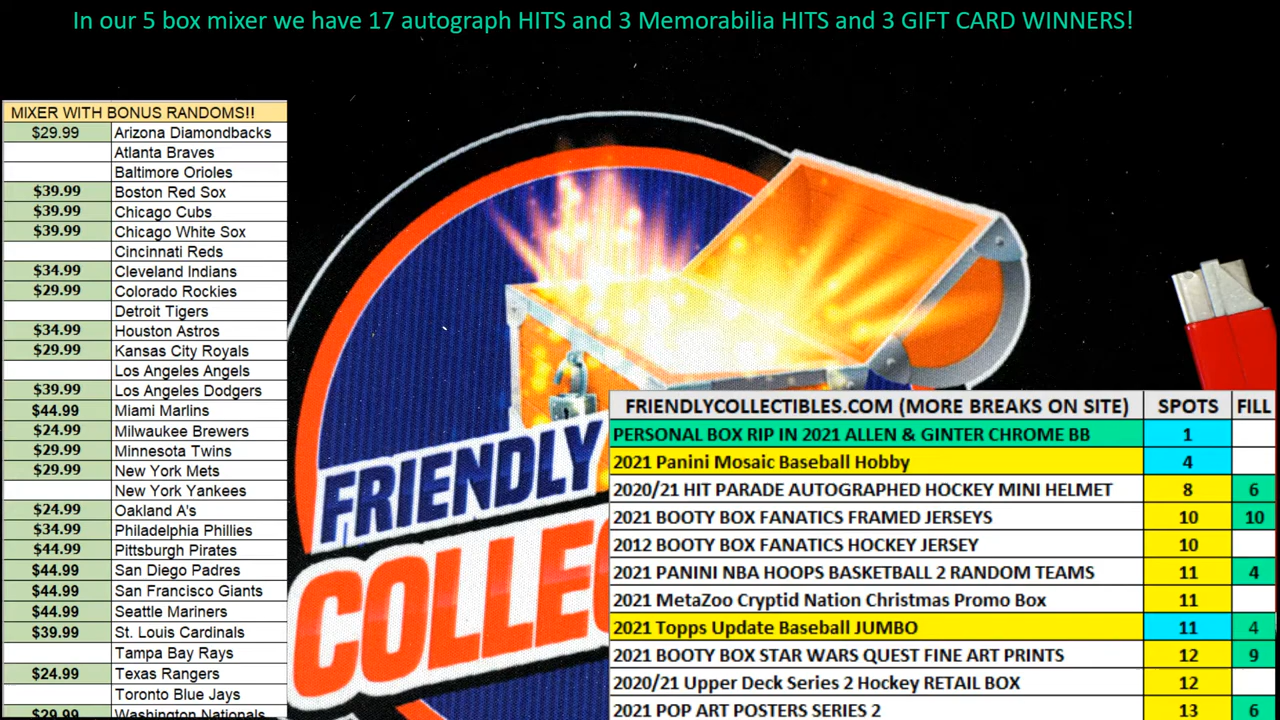 In our 5 box mixer we have 17 autograph HITS and 3 Memorabilia HITS and 3 GIFT CARD WINNERS!
MIXER WITH BONUS RANDOMS!!
$29.99 Arizona Diamondbacks
Atlanta Braves
Baltimore Orioles
$39.99 Boston Red Sox
$39.99 Chicago Cubs
$39.99 Chicago White Sox
Cincinnati Reds
$34.99 Cleveland Indians
$29.99 Colorado Rockies
Detroit Tigers
$34.99 Houston Astros
$29.99 Kansas City Royals
Los Angeles Angels
$39.99 Los Angeles Dodgers
$44.99 Miami Marlins
$24.99 Milwaukee Brewers
$29.99 Minnesota Twins
$29.99 New York Mets
New York Yankees
$24.99 Oakland A's
$34.99 Philadelphia Phillies
$44.99 Pittsburgh Pirates
$44.99 San Diego Padres
$44.99 San Francisco Giants
$44.99 Seattle Mariners
$39.99 St. Louis Cardinals
Tampa Bay Rays
$24.99 Texas Rangers
Toronto Blue Jays
$29.99 Washington Nationals
FRIENDLY
COLLEC
FRIENDLYCOLLECTIBLES.COM (MORE BREAKS ON SITE) SPOTS FILL
PERSONAL BOX RIP IN 2021 ALLEN & GINTER CHROME BB 1
2021 Panini Mosaic Baseball Hobby 4
2020/21 HIT PARADE AUTOGRAPHED HOCKEY MINI HELMET 8 6
2021 BOOTY BOX FANATICS FRAMED JERSEYS 10 10
2012 BOOTY BOX FANATICS HOCKEY JERSEY 10
2021 PANINI NBA HOOPS BASKETBALL 2 RANDOM TEAMS 11 4
2021 MetaZoo Cryptid Nation Christmas Promo Box 11
2021 Topps Update Baseball JUMBO 11 4
2021 BOOTY BOX STAR WARS QUEST FINE ART PRINTS 12 9
2020/21 Upper Deck Series 2 Hockey RETAIL BOX 12
2021 POP ART POSTERS SERIES 2 13 6